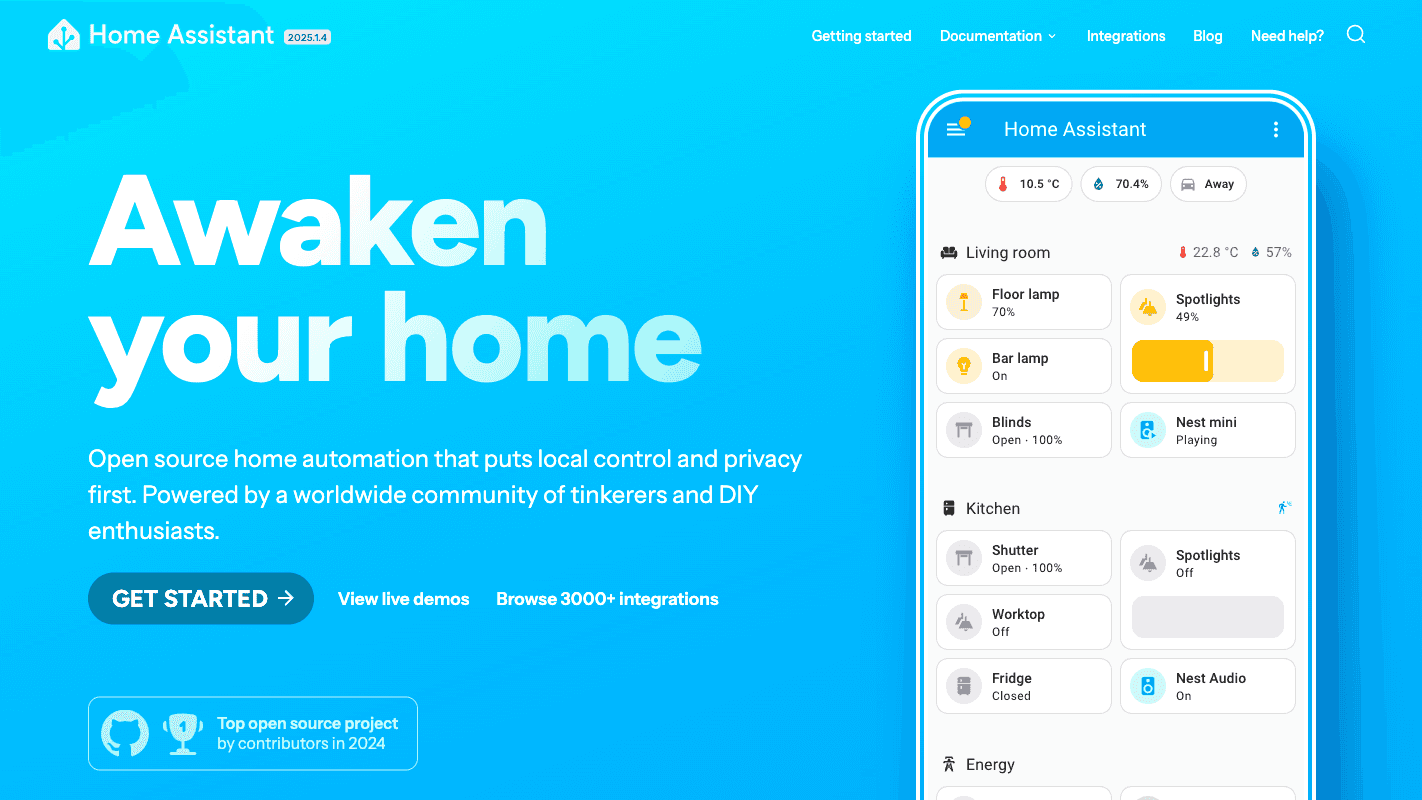 Home Assistant 2025.1.4
Getting started Documentation Integrations Blog Need help?
Awaken
your home
Open source home automation that puts local control and privacy
first. Powered by a worldwide community of tinkerers and DIY
enthusiasts.
GET STARTED → View live demos Browse 3000+ integrations
1
Top open source project
by contributors in 2024
Home Assistant
10.5 °C 70.4% Away
Living room 22.8 °C 57%
Floor lamp
70%
Spotlights
49%
Bar lamp
On
Blinds
Open · 100%
Nest mini
Playing
Kitchen
Shutter
Open · 100%
Spotlights
Off
Worktop
Off
Fridge
Closed
Nest Audio
On
Energy